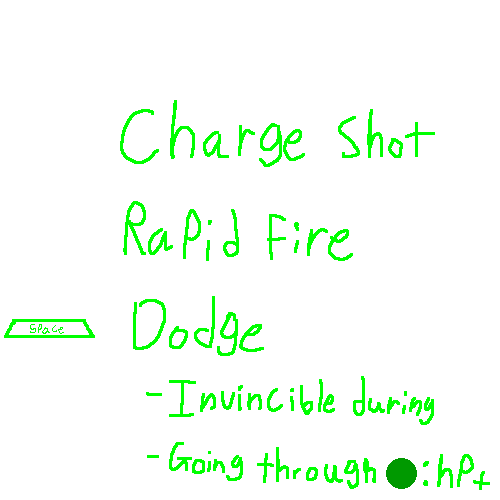 Charge Shot
Rapid Fire
Space
Dodge
- Invincible during
- Going through ●: hP+